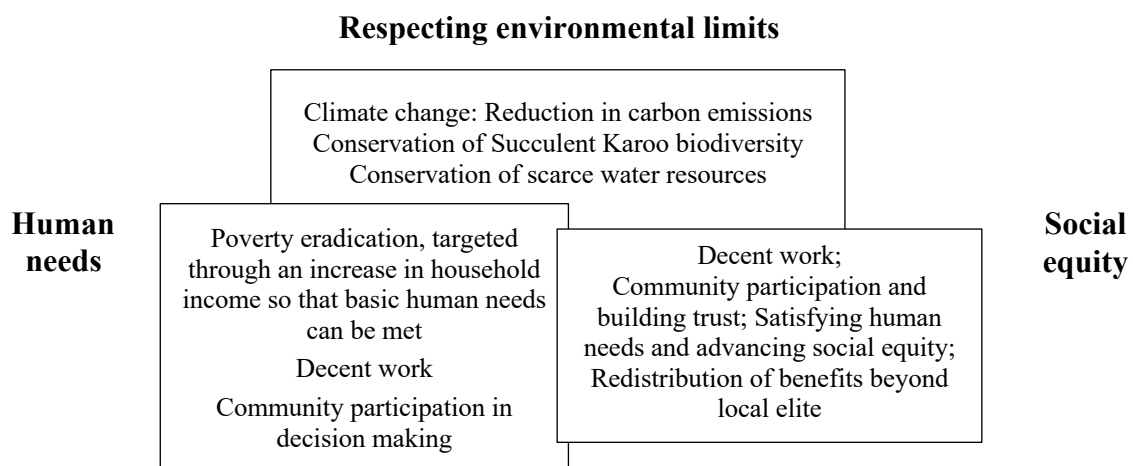 Respecting environmental limits
Climate change: Reduction in carbon emissions
Conservation of Succulent Karoo biodiversity
Conservation of scarce water resources
Human
needs
Poverty eradication, targeted
through an increase in household
income so that basic human needs
can be met
Decent work
Community participation in
decision making
Decent work;
Community participation and
building trust; Satisfying human
needs and advancing social equity;
Redistribution of benefits beyond
local elite
Social
equity